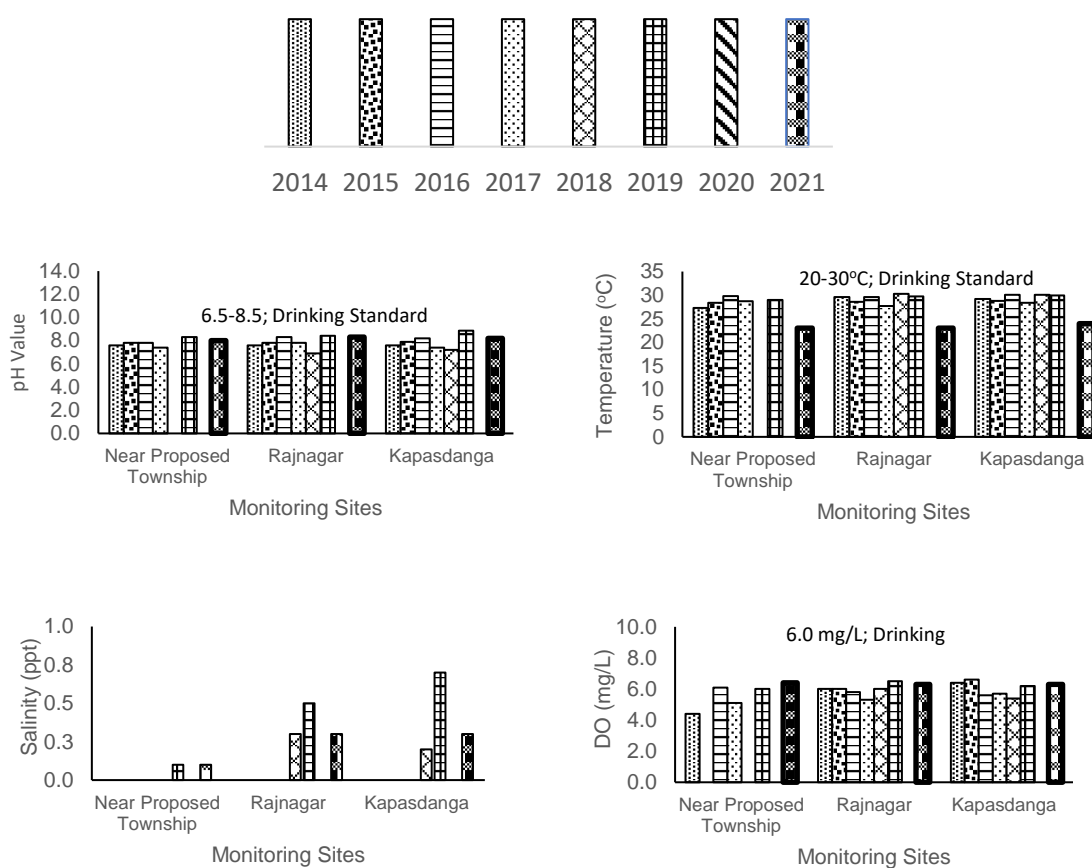 2014 2015 2016 2017 2018 2019 2020 2021
14.0
12.0
10.0
8.0
6.0
4.0
2.0
0.0
pH Value
6.5-8.5; Drinking Standard
Near Proposed
Township
Rajnagar
Kapasdanga
Monitoring Sites
35
30
25
20
15
10
5
0
Temperature (oC)
20-30oC; Drinking Standard
Near Proposed
Township
Rajnagar
Kapasdanga
Monitoring Sites
1.0
0.8
0.5
0.3
0.0
Salinity (ppt)
Near Proposed
Township
Rajnagar
Kapasdanga
Monitoring Sites
10.0
8.0
6.0
4.0
2.0
0.0
DO (mg/L)
6.0 mg/L; Drinking
Near Proposed
Township
Rajnagar
Kapasdanga
Monitoring Sites